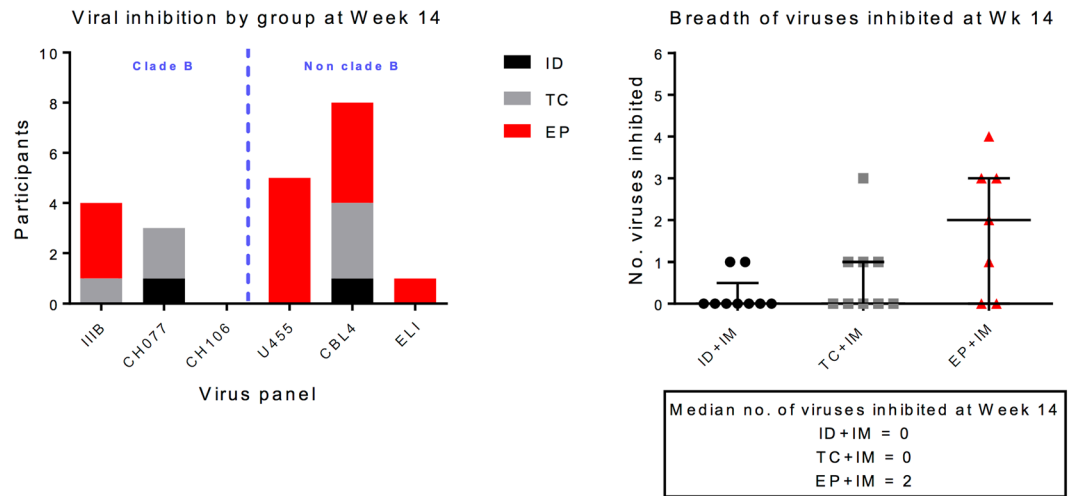 Viral inhibition by group at Week 14
10
8
6
4
2
0
Participants
Clade B
Non clade B
IIIB
CH077
CH106
U455
CBL4
ELI
Virus panel
ID
TC
EP
Breadth of viruses inhibited at Wk 14
6
5
4
3
2
1
0
No. viruses inhibited
ID+IM
TC+IM
EP+IM
Median no. of viruses inhibited at Week 14
ID+IM = 0
TC+IM = 0
EP+IM = 2